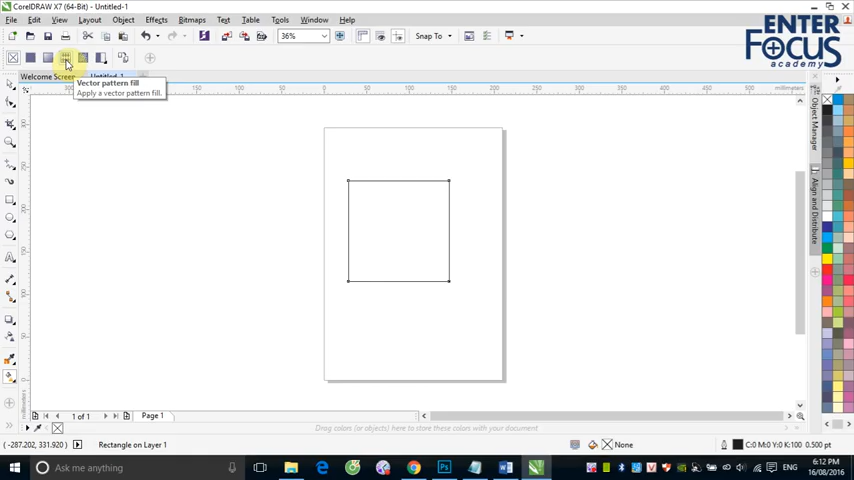 CorelDRAW X7 (64-Bit) - Untitled-1
File Edit View Layout Object Effects Bitmaps Text Table Tools Window Help
36% Snap To
ENTER
FOCUS
academy
Welcome Screen Untitled-1
Vector pattern fill
Apply a vector pattern fill.
millimeters
Object Manager
Align and Distribute
millimeters
1 of 1 Page 1
Drag colors (or objects) here to store these colors with your document
(-287.202, 331.920) Rectangle on Layer 1 None C:0 M:0 Y:0 K:100 0.500 pt
Ask me anything
ENG
6:12 PM
16/08/2016